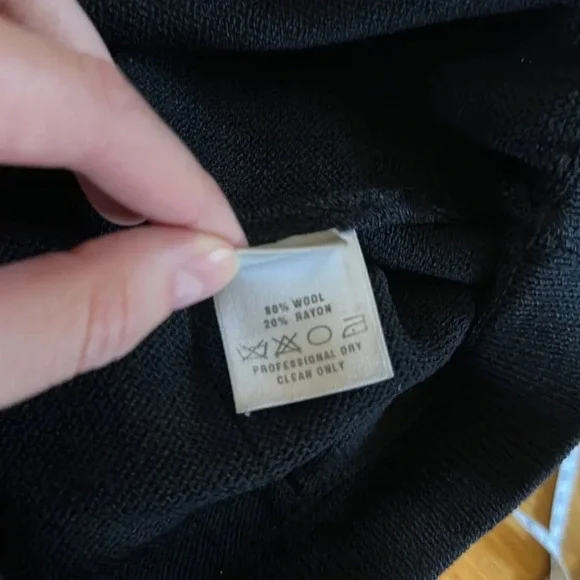 80% WOOL
20% RAYON
PROFESSIONAL DRY
CLEAN ONLY